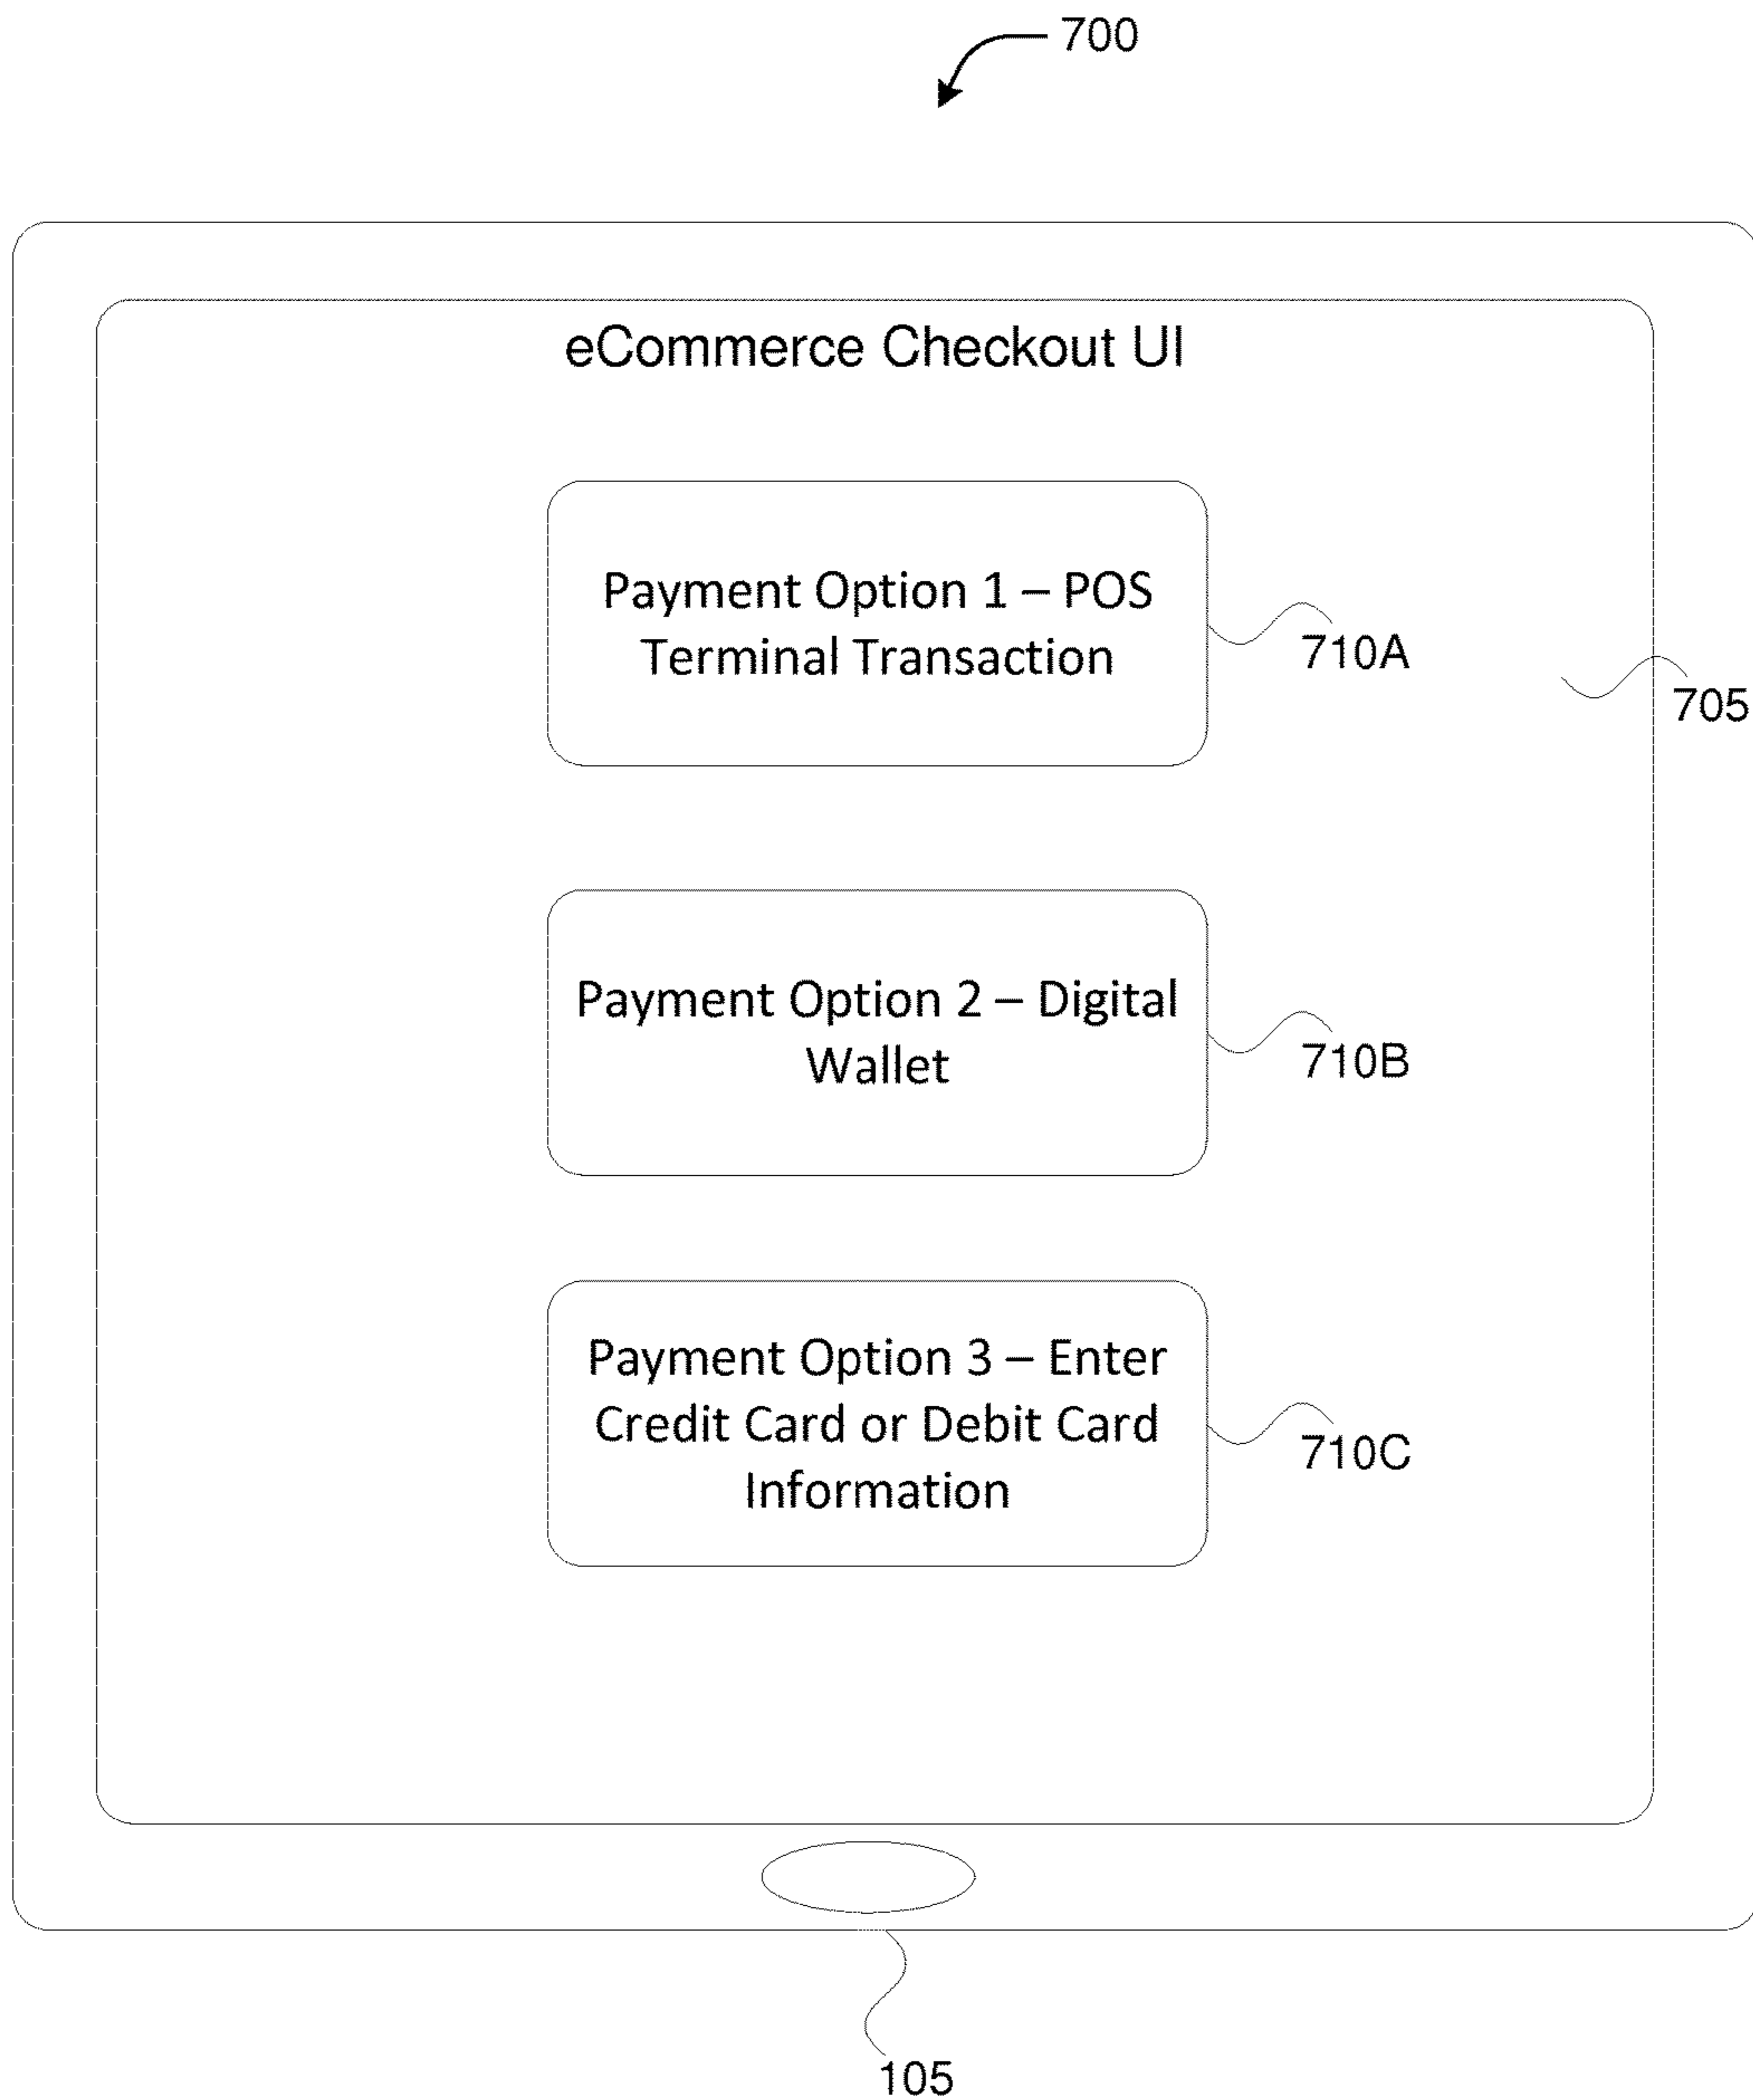 700
eCommerce Checkout UI
Payment Option 1 – POS
Terminal Transaction
710A
705
Payment Option 2 – Digital
Wallet
710B
Payment Option 3 – Enter
Credit Card or Debit Card
Information
710C
105